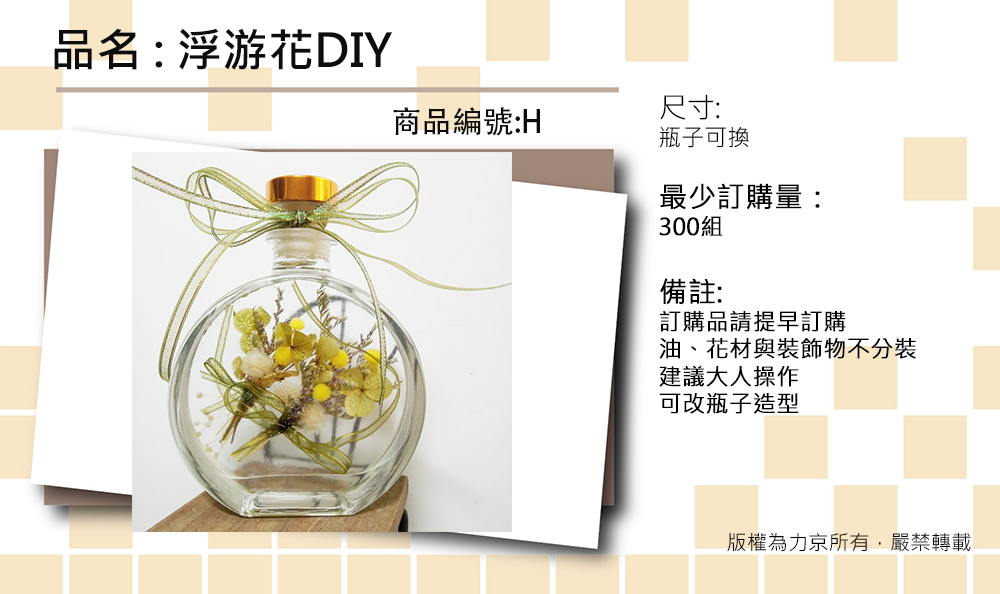 品名 : 浮游花DIY
商品編號:H
尺寸:
瓶子可換
最少訂購量：
300組
備註:
訂購品請提早訂購
油、花材與裝飾物不分裝
建議大人操作
可改瓶子造型
版權為力京所有，嚴禁轉載